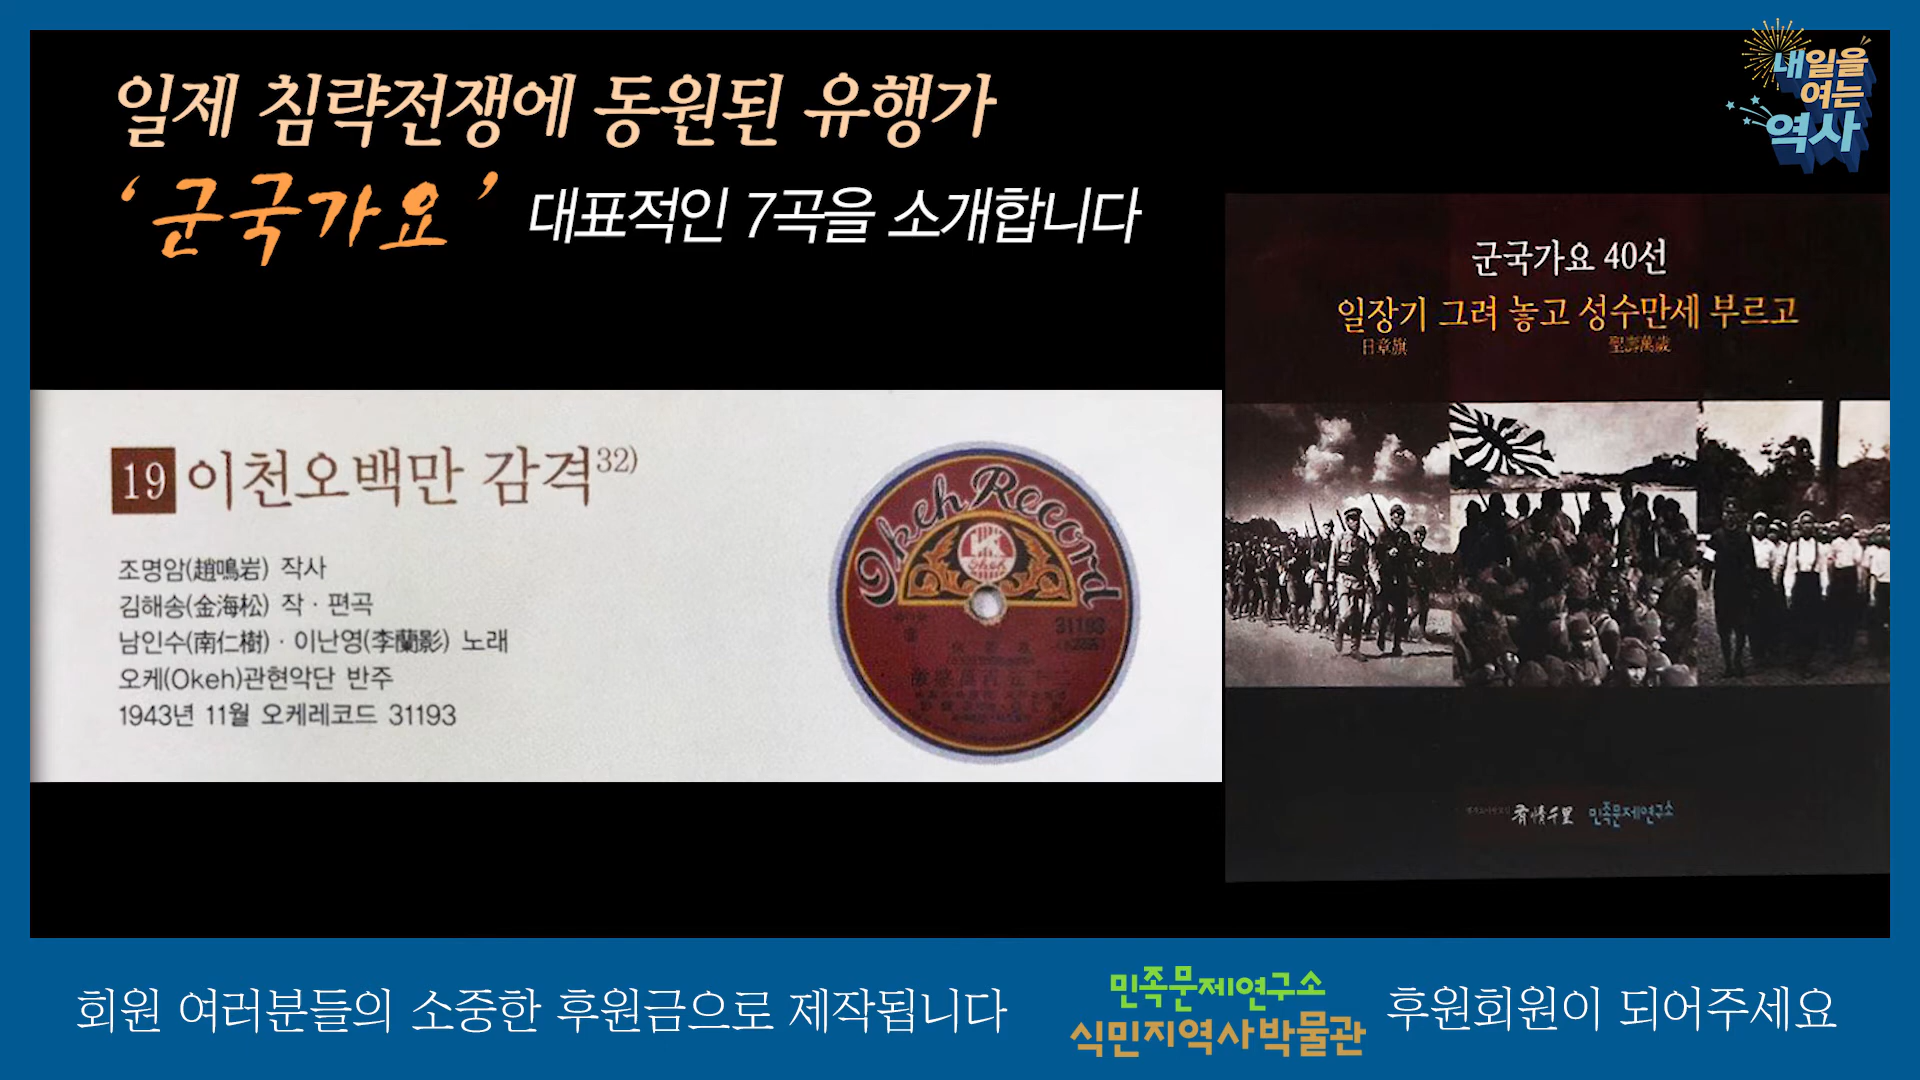 일제 침략전쟁에 동원된 유행가
‘군국가요’ 대표적인 7곡을 소개합니다
내일을
여는
역사
19 이천오백만 감격32)
조명암(趙鳴岩) 작사
김해송(金海松) 작 · 편곡
남인수(南仁樹) · 이난영(李蘭影) 노래
오케(Okeh)관현악단 반주
1943년 11월 오케레코드 31193
Okeh Record
K
Okeh
31193
군국가요 40선
일장기 그려 놓고 성수만세 부르고
日章旗 聖壽萬歲
민족문제연구소
회원 여러분들의 소중한 후원금으로 제작됩니다
민족문제연구소
식민지역사박물관
후원회원이 되어주세요